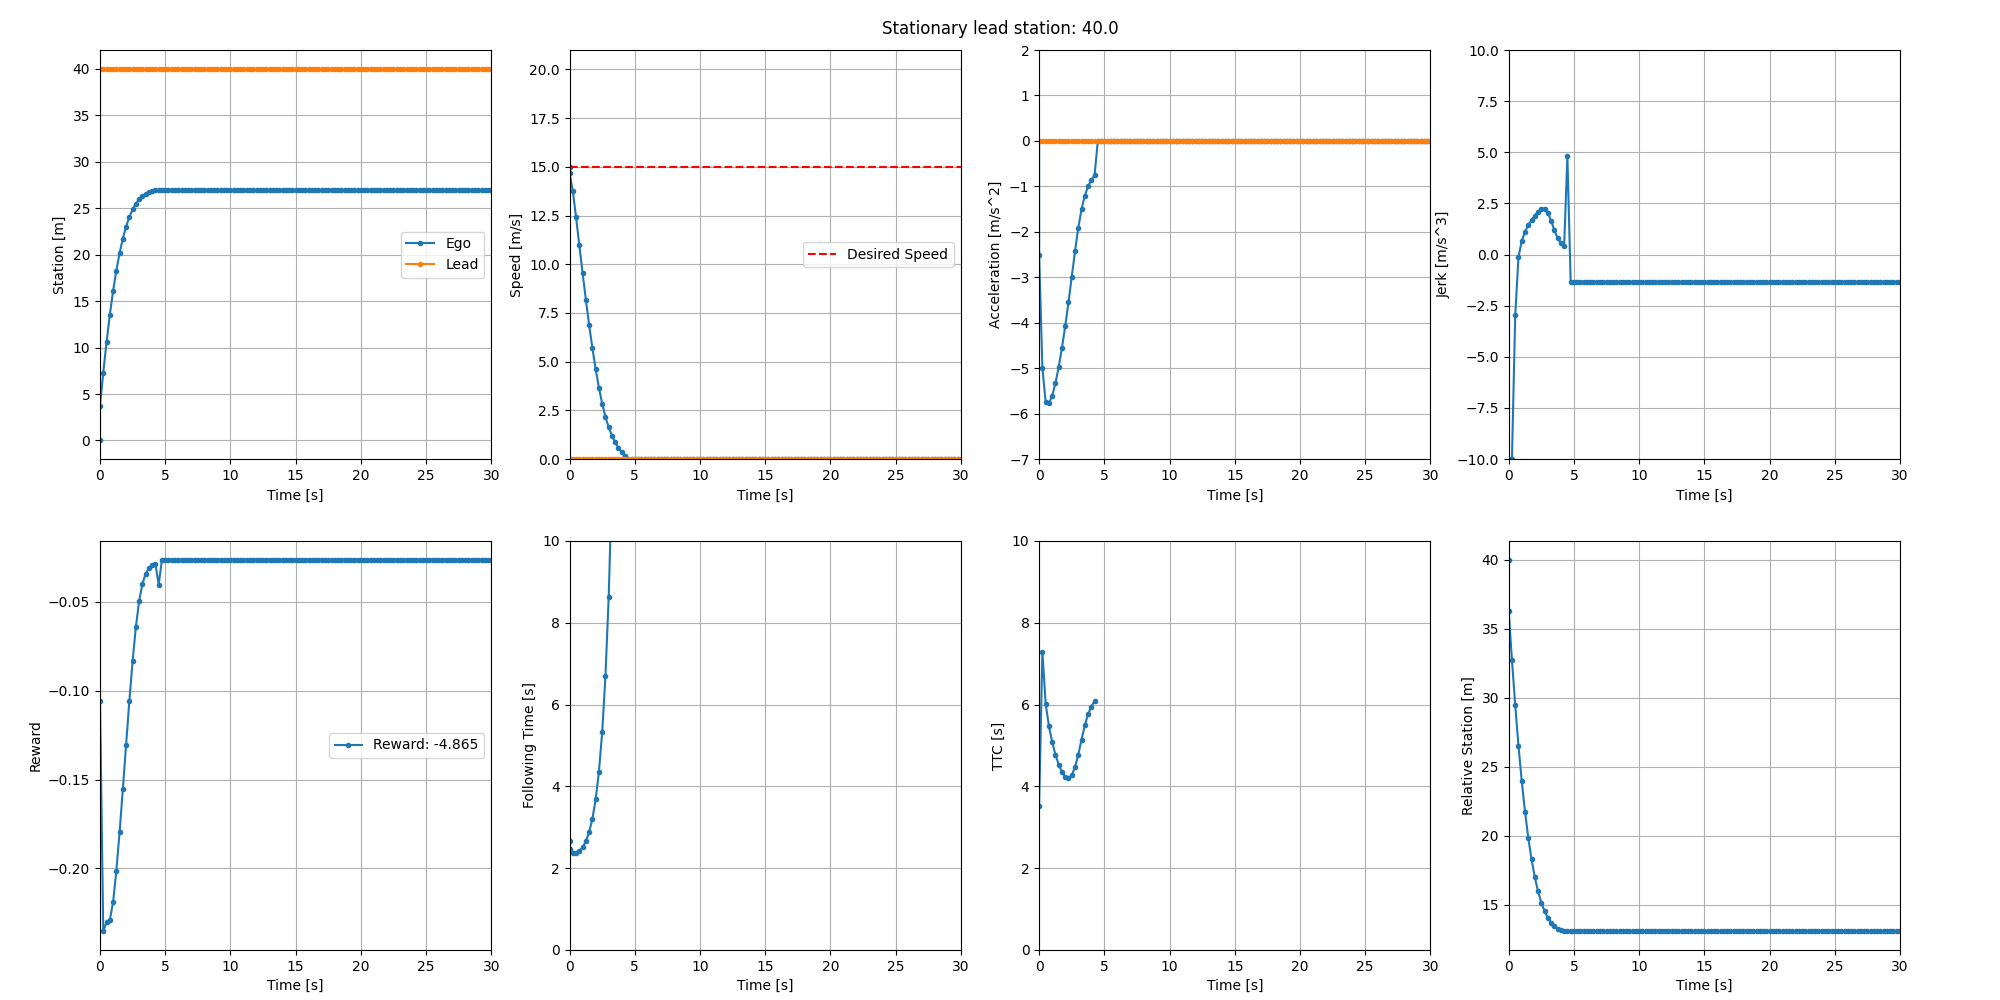 Stationary lead station: 40.0
Station [m]
40
35
30
25
20
15
10
5
0
Ego
Lead
0 5 10 15 20 25 30
Time [s]
Speed [m/s]
20.0
17.5
15.0
12.5
10.0
7.5
5.0
2.5
0.0
Desired Speed
0 5 10 15 20 25 30
Time [s]
Acceleration [m/s^2]
2
1
0
−1
−2
−3
−4
−5
−6
−7
0 5 10 15 20 25 30
Time [s]
Jerk [m/s^3]
10.0
7.5
5.0
2.5
0.0
−2.5
−5.0
−7.5
−10.0
0 5 10 15 20 25 30
Time [s]
Reward
−0.05
−0.10
−0.15
−0.20
Reward: -4.865
0 5 10 15 20 25 30
Time [s]
Following Time [s]
10
8
6
4
2
0
0 5 10 15 20 25 30
Time [s]
TTC [s]
10
8
6
4
2
0
0 5 10 15 20 25 30
Time [s]
Relative Station [m]
40
35
30
25
20
15
0 5 10 15 20 25 30
Time [s]